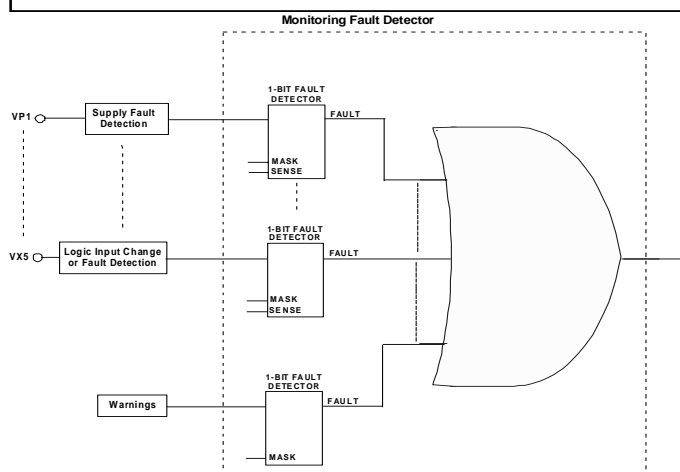 Monitoring Fault Detector
1-BIT FAULT
DETECTOR
VP1
Supply Fault
Detection
FAULT
MASK
SENSE
1-BIT FAULT
DETECTOR
VX5
Logic Input Change
or Fault Detection
FAULT
MASK
SENSE
1-BIT FAULT
DETECTOR
Warnings
FAULT
MASK